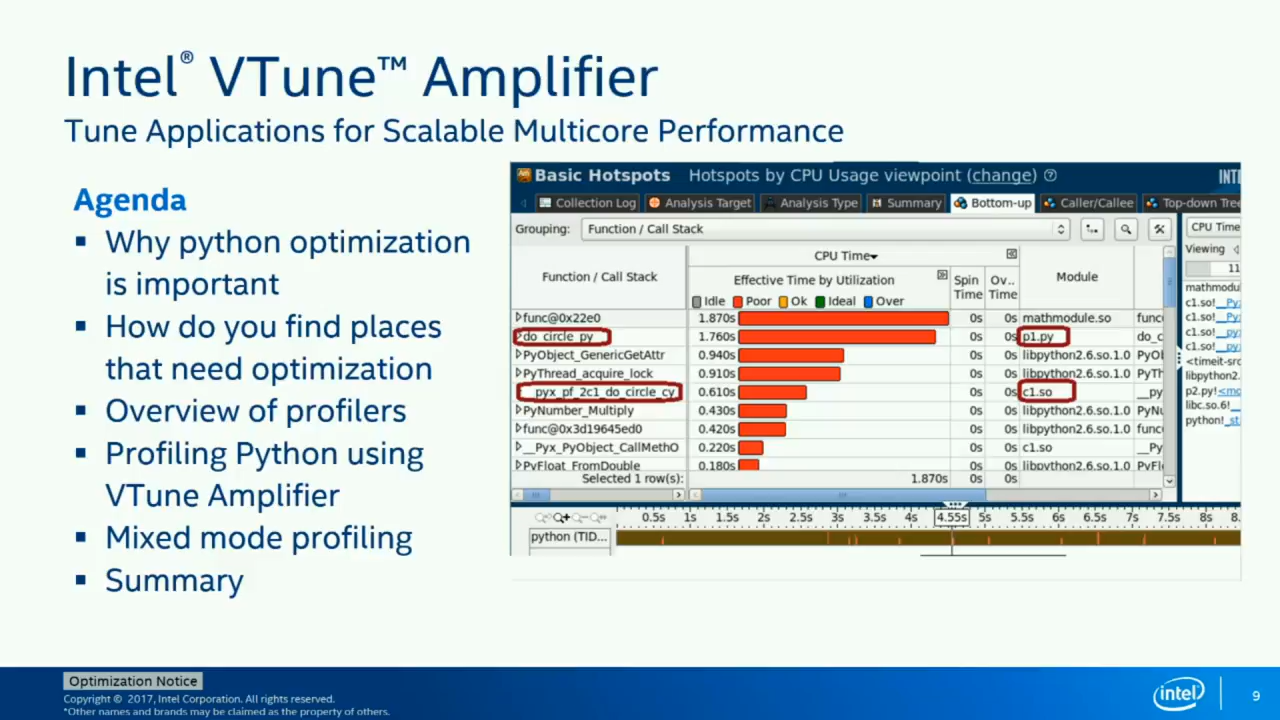 Intel® VTune™ Amplifier
Tune Applications for Scalable Multicore Performance
Agenda
▪ Why python optimization
is important
▪ How do you find places
that need optimization
▪ Overview of profilers
▪ Profiling Python using
VTune Amplifier
▪ Mixed mode profiling
▪ Summary
Basic Hotspots Hotspots by CPU Usage viewpoint (change)
Collection Log Analysis Target Analysis Type Summary Bottom-up Caller/Callee Top-down Tree
Grouping: Function / Call Stack
Function / Call Stack
CPU Time
Effective Time by Utilization
Idle Poor Ok Ideal Over
Spin Time
Ov.. Time
Module
func@0x22e0 1.870s 0s 0s mathmodule.so func
do_circle_py 1.760s 0s 0s p1.py do_c
PyObject_GenericGetAttr 0.940s 0s 0s libpython2.6.so.1.0 PyO
PyThread_acquire_lock 0.910s 0s 0s libpython2.6.so.1.0 PyTh
__pyx_pf_2c1_do_circle_cy 0.610s 0s 0s c1.so __py
PyNumber_Multiply 0.430s 0s 0s libpython2.6.so.1.0 PyNu
func@0x3d19645ed0 0.420s 0s 0s libpython2.6.so.1.0 func
__Pyx_PyObject_CallMethO 0.220s 0s 0s c1.so __Py
PyFloat_FromDouble 0.180s 0s 0s libpython2.6.so.1.0 PyFl
Selected 1 row(s): 1.870s 0s 0s
INTE
CPU Time
Viewing
11
mathmodu
c1.so!__Pyx
c1.so!__Py
c1.so!__py
c1.so!__py
<timeit-src
libpython2.
p2.py!<mo
libc.so.6!__
python!_st
0.5s 1s 1.5s 2s 2.5s 3s 3.5s 4s 4.55s 5s 5.5s 6s 6.5s 7s 7.5s 8s 8.
python (TID...
Optimization Notice
Copyright © 2017, Intel Corporation. All rights reserved.
*Other names and brands may be claimed as the property of others.
intel
9